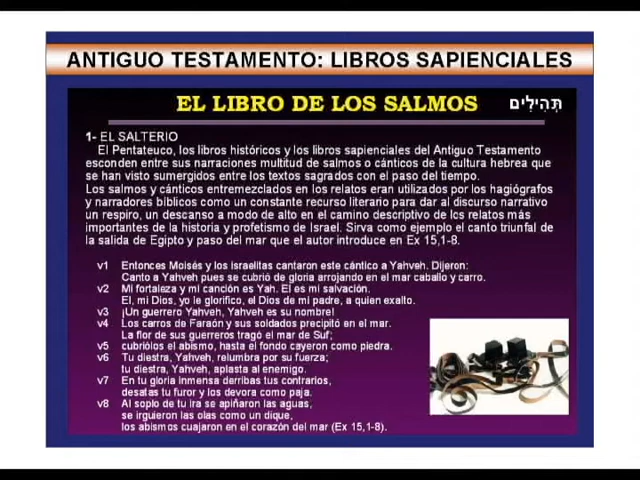 ANTIGUO TESTAMENTO: LIBROS SAPIENCIALES
EL LIBRO DE LOS SALMOS תְּהִילִים
1- EL SALTERIO
El Pentateuco, los libros históricos y los libros sapienciales del Antiguo Testamento
esconden entre sus narraciones multitud de salmos o cánticos de la cultura hebrea que
se han visto sumergidos entre los textos sagrados con el paso del tiempo.
Los salmos y cánticos entremezclados en los relatos eran utilizados por los hagiógrafos
y narradores bíblicos como un constante recurso literario para dar al discurso narrativo
un respiro, un descanso a modo de alto en el camino descriptivo de los relatos más
importantes de la historia y profetismo de Israel. Sirva como ejemplo el canto triunfal de
la salida de Egipto y paso del mar que el autor introduce en Ex 15,1-8.
v1 Entonces Moisés y los israelitas cantaron este cántico a Yahveh. Dijeron:
Canto a Yahveh pues se cubrió de gloria arrojando en el mar caballo y carro.
v2 Mi fortaleza y mi canción es Yah. El es mi salvación.
El, mi Dios, yo le glorifico, el Dios de mi padre, a quien exalto.
v3 ¡Un guerrero Yahveh, Yahveh es su nombre!
v4 Los carros de Faraón y sus soldados precipitó en el mar.
La flor de sus guerreros tragó el mar de Suf;
v5 cubriólos el abismo, hasta el fondo cayeron como piedra.
v6 Tu diestra, Yahveh, relumbra por su fuerza;
tu diestra, Yahveh, aplasta al enemigo.
v7 En tu gloria inmensa derribas tus contrarios,
desatas tu furor y los devora como paja.
v8 Al soplo de tu ira se apiñaron las aguas,
se irguieron las olas como un dique,
los abismos cuajaron en el corazón del mar (Ex 15,1-8).